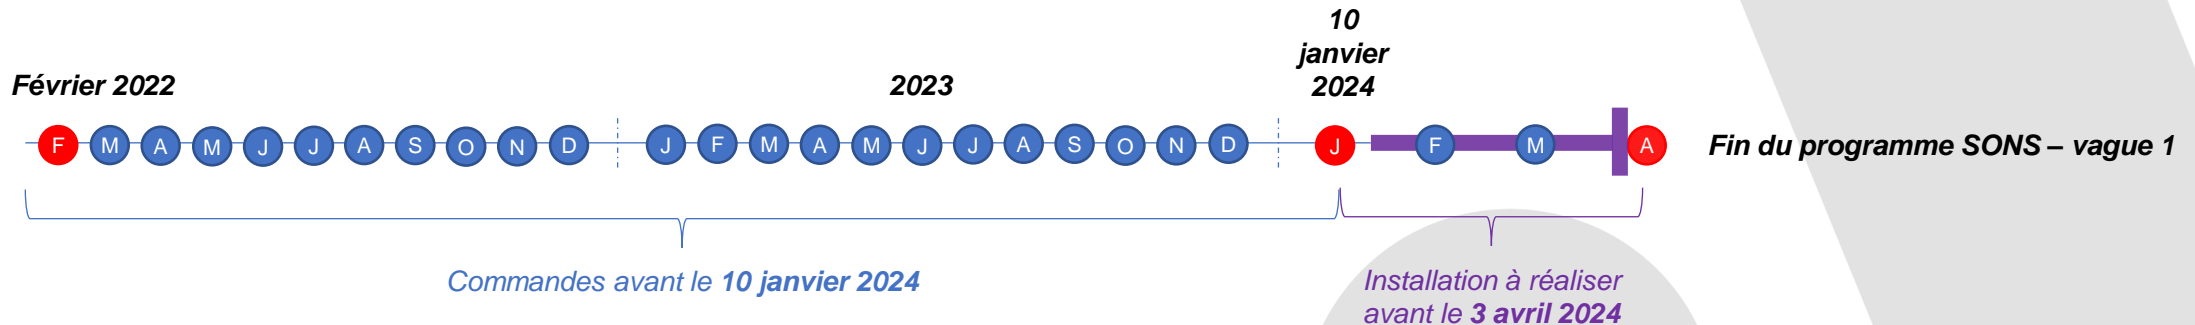 10
janvier
2024
Février 2022
2023
F M A M J J A S O N D J F M A M J J A S O N D J F M A
Fin du programme SONS – vague 1
Commandes avant le 10 janvier 2024
Installation à réaliser
avant le 3 avril 2024